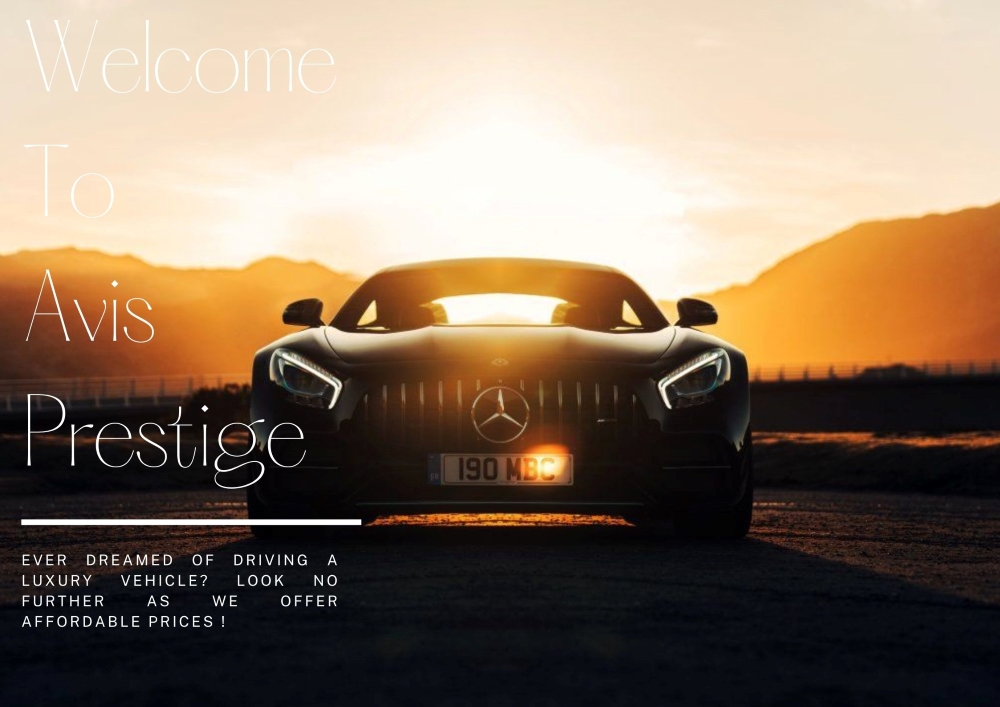 Welcome
To
Avis
Prestige
190 MBC
EVER DREAMED OF DRIVING A
LUXURY VEHICLE? LOOK NO
FURTHER AS WE OFFER
AFFORDABLE PRICES !